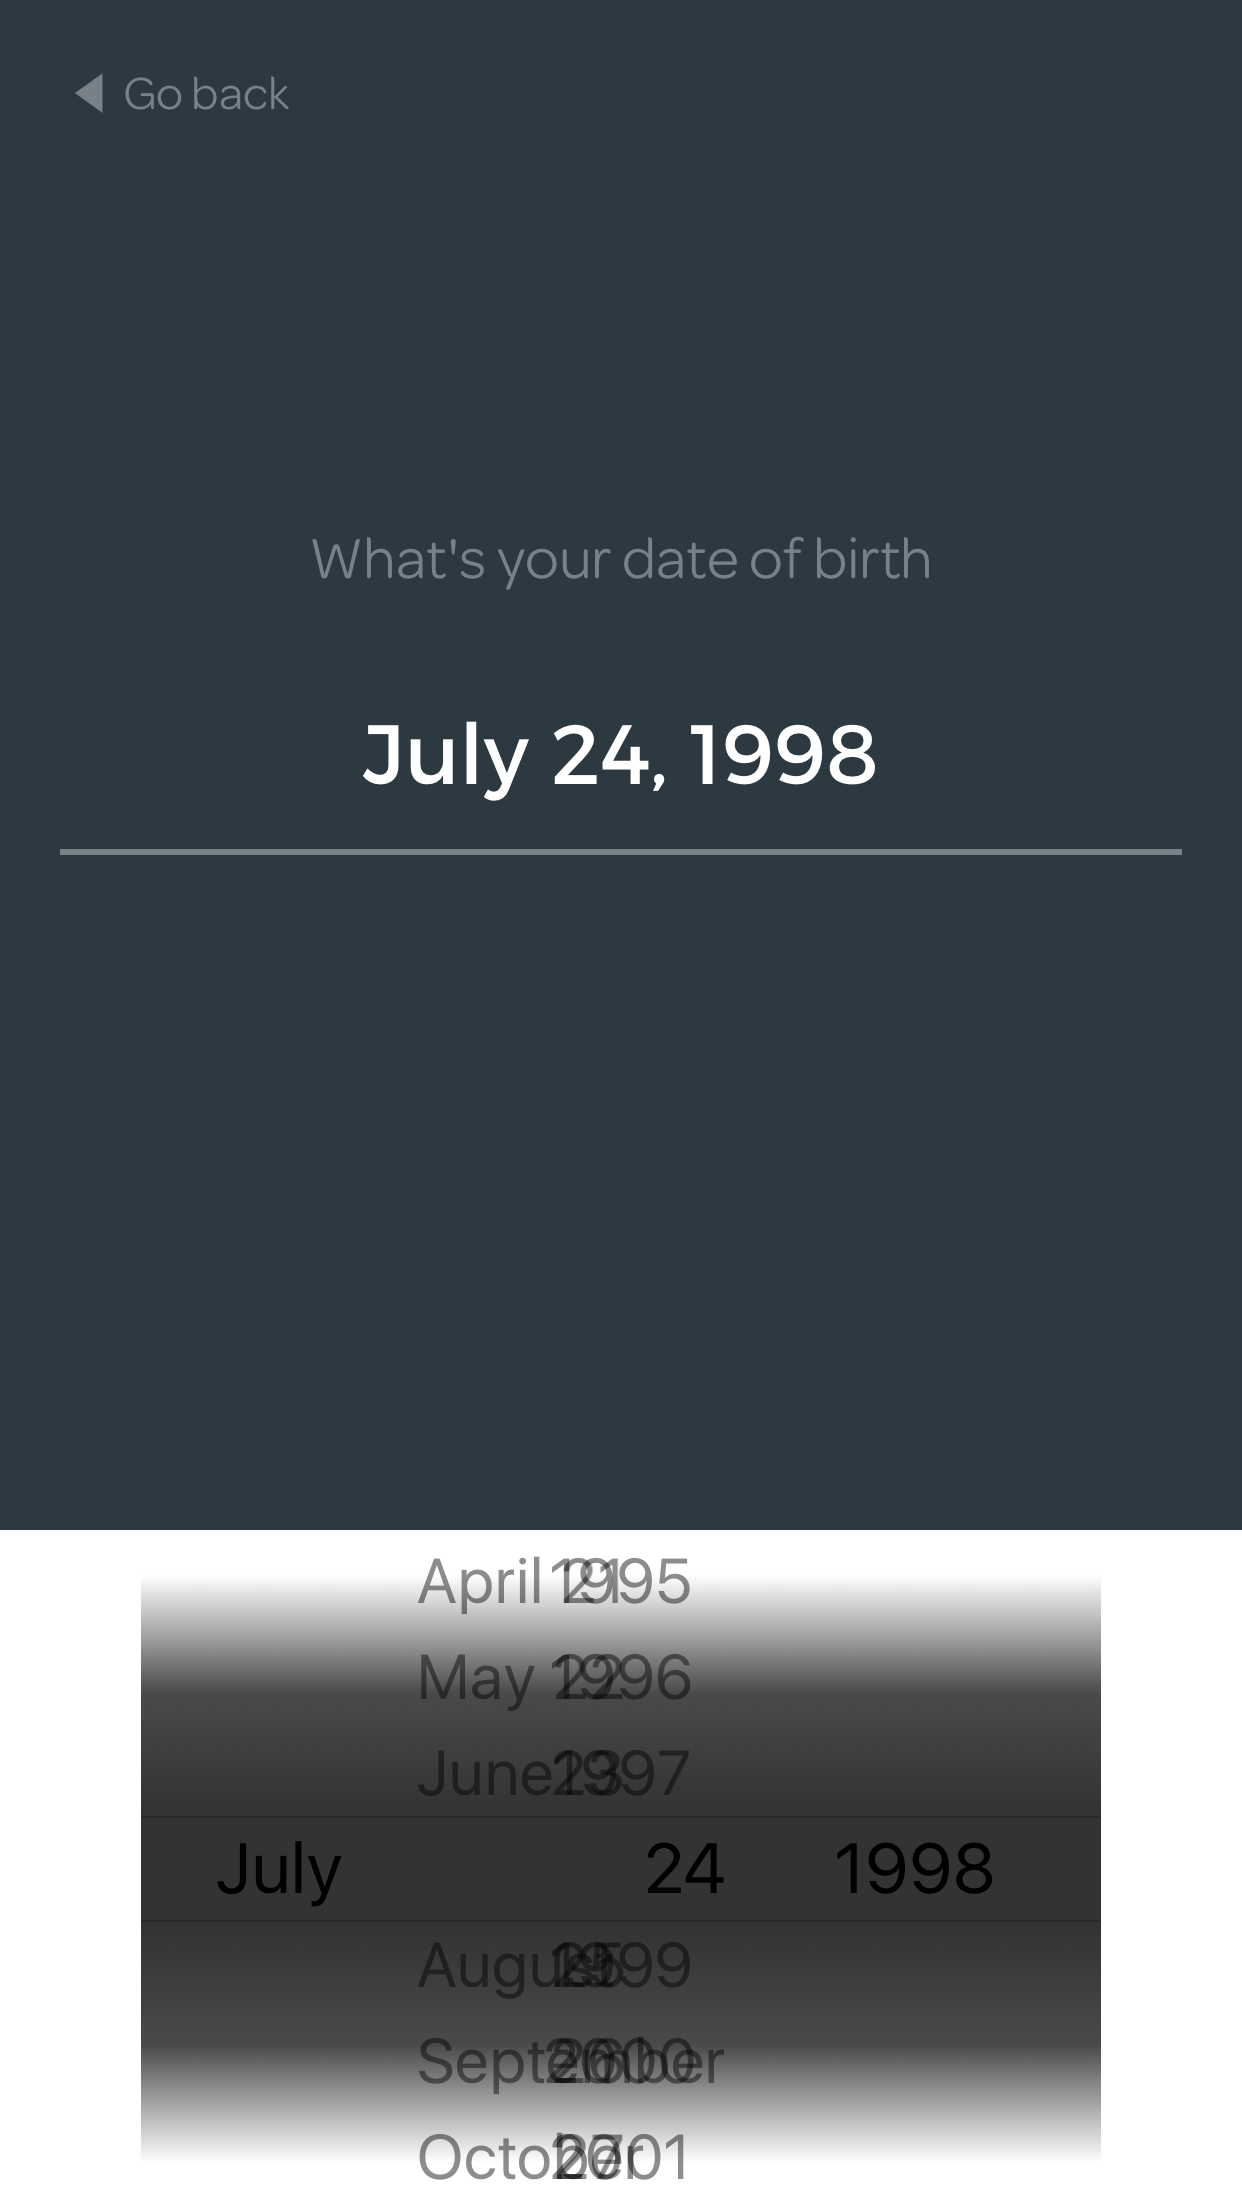 Go back
What's your date of birth
July 24, 1998
April 21 1995
May 22 1996
June 23 1997
July 24 1998
August 25 1999
September 26 2000
October 27 2001